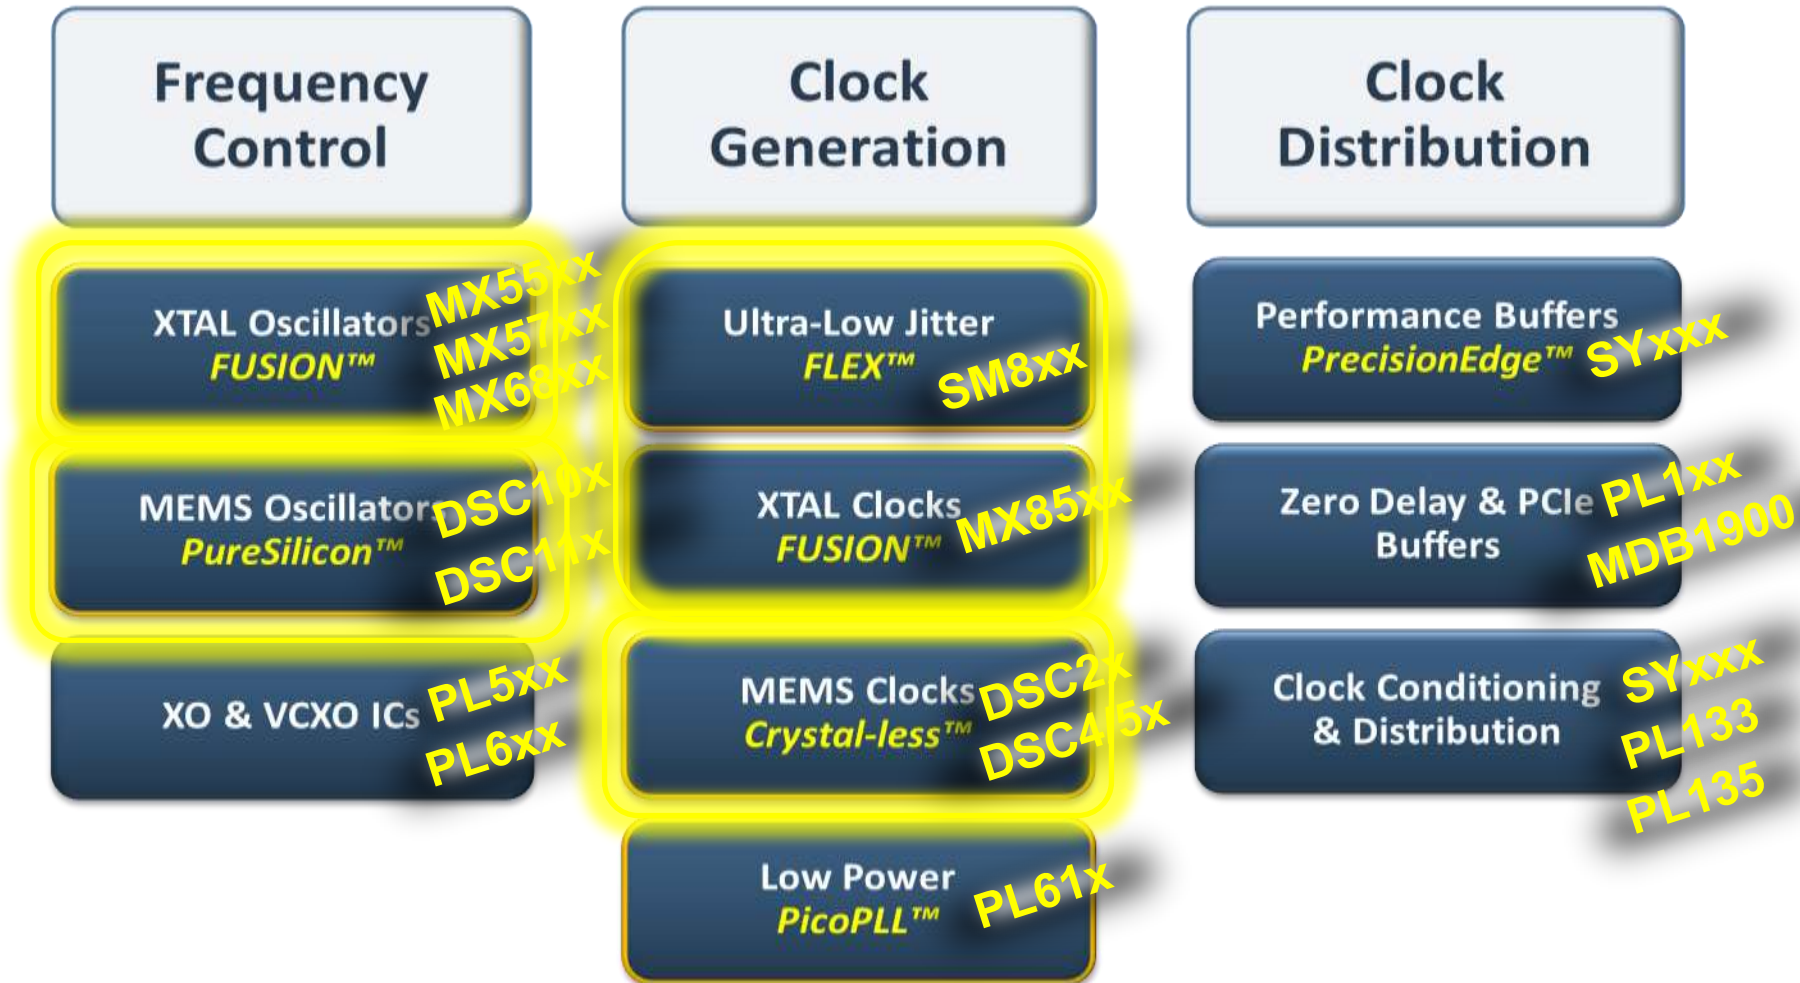 Frequency
Control
XTAL Oscillators
FUSION™
MX55xx
MX57xx
MX68xx
MEMS Oscillators
PureSilicon™
DSC10x
DSC11x
XO & VCXO ICs
PL5xx
PL6xx
Clock
Generation
Ultra-Low Jitter
FLEX™
SM8xx
XTAL Clocks
FUSION™
MX85xx
MEMS Clocks
Crystal-less™
DSC2x
DSC4/5x
Low Power
PicoPLL™
PL61x
Clock
Distribution
Performance Buffers
PrecisionEdge™
SYxxx
Zero Delay & PCIe
Buffers
PL1xx
MDB1900
Clock Conditioning
& Distribution
SYxxx
PL133
PL135